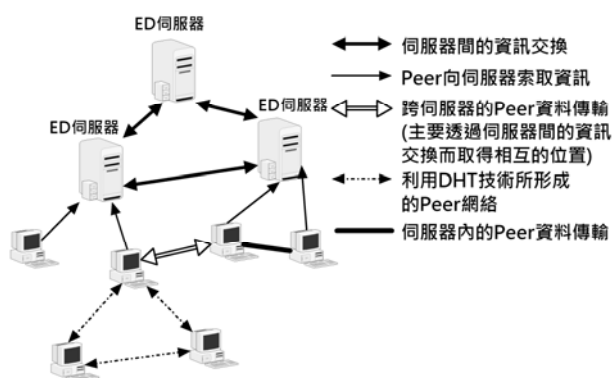 ED伺服器
ED伺服器
ED伺服器
伺服器間的資訊交換
Peer向伺服器索取資訊
跨伺服器的Peer資料傳輸
(主要透過伺服器間的資訊
交換而取得相互的位置)
利用DHT技術所形成
的Peer網絡
伺服器內的Peer資料傳輸